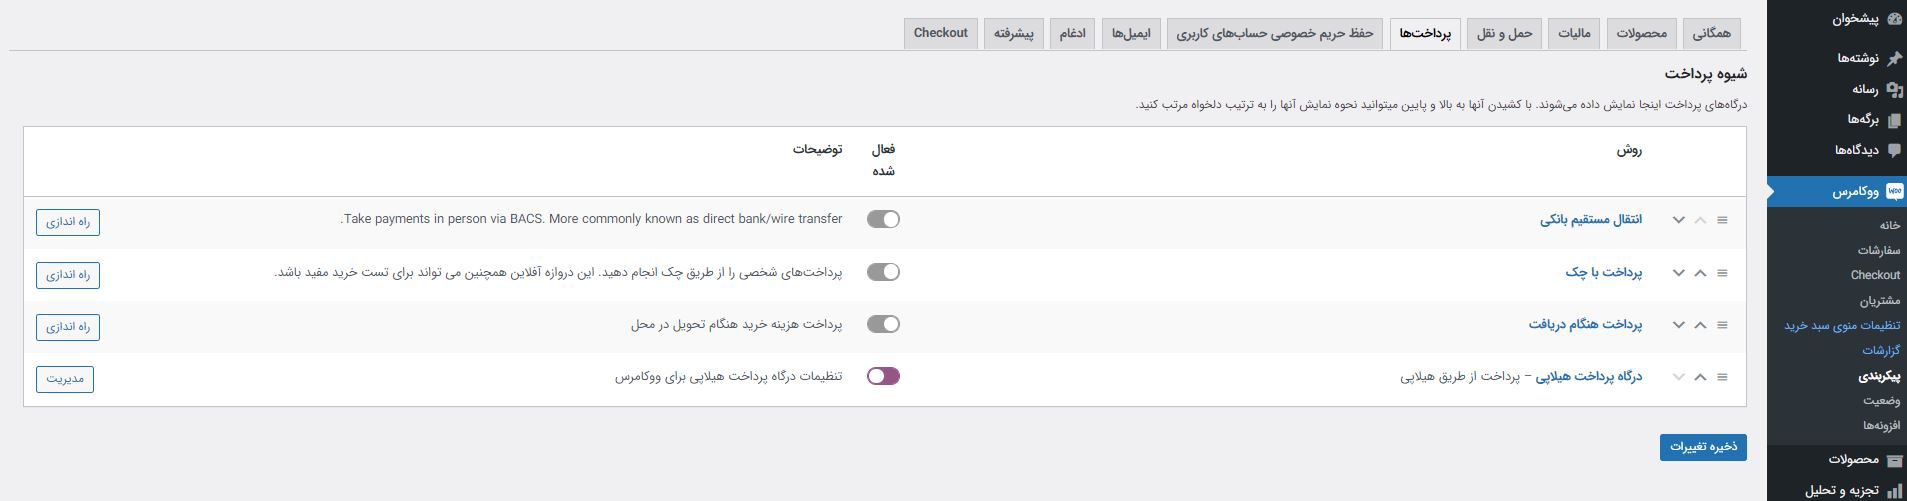 پیشخوان
نوشته‌ها
رسانه
برگه‌ها
دیدگاه‌ها
ووکامرس
خانه
سفارشات
Checkout
مشتریان
تنظیمات منوی سبد خرید
گزارشات
پیکربندی
وضعیت
افزونه‌ها
محصولات
تجزیه و تحلیل
همگانی محصولات مالیات حمل و نقل پرداخت‌ها حفظ حریم خصوصی حساب‌های کاربری ایمیل‌ها ادغام پیشرفته Checkout
شیوه پرداخت
درگاه‌های پرداخت اینجا نمایش داده می‌شوند. با کشیدن آنها به بالا و پایین میتوانید نحوه نمایش آنها را به ترتیب دلخواه مرتب کنید.
روش فعال شده توضیحات
انتقال مستقیم بانکی Take payments in person via BACS. More commonly known as direct bank/wire transfer. راه اندازی
پرداخت با چک پرداخت‌های شخصی را از طریق چک انجام دهید. این دروازه آفلاین همچنین می تواند برای تست خرید مفید باشد. راه اندازی
پرداخت هنگام دریافت پرداخت هزینه خرید هنگام تحویل در محل راه اندازی
درگاه پرداخت هیلاپی – پرداخت از طریق هیلاپی تنظیمات درگاه پرداخت هیلاپی برای ووکامرس مدیریت
ذخیره تغییرات